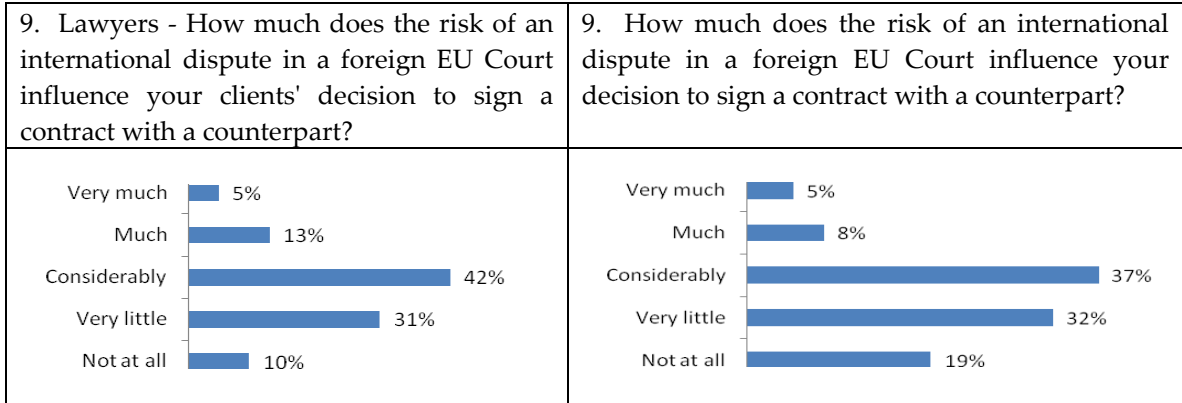 9. Lawyers - How much does the risk of an
international dispute in a foreign EU Court
influence your clients' decision to sign a
contract with a counterpart?
9. How much does the risk of an international
dispute in a foreign EU Court influence your
decision to sign a contract with a counterpart?
Very much 5%
Much 13%
Considerably 42%
Very little 31%
Not at all 10%
Very much 5%
Much 8%
Considerably 37%
Very little 32%
Not at all 19%